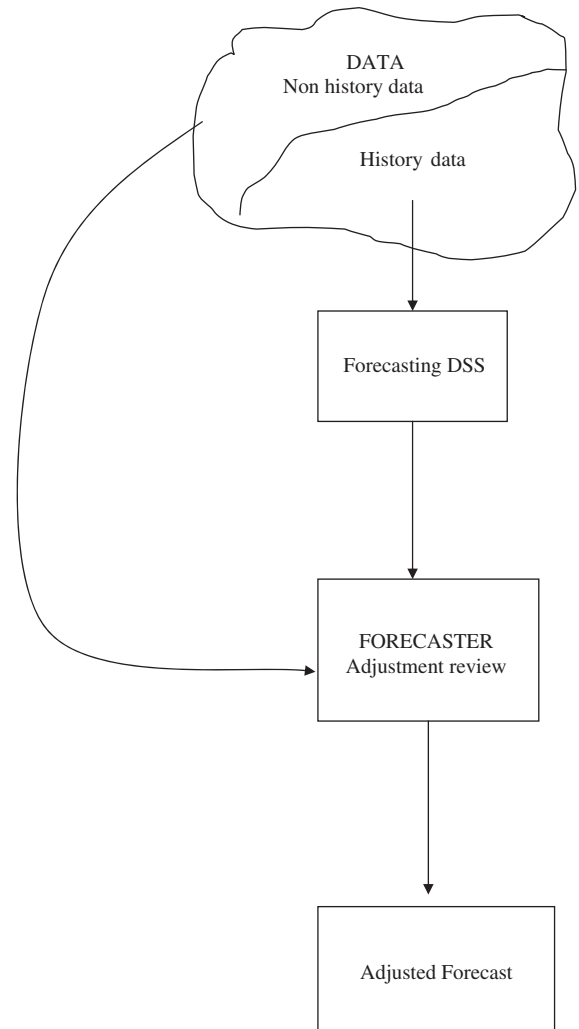 DATA
Non history data
History data
Forecasting DSS
FORECASTER
Adjustment review
Adjusted Forecast